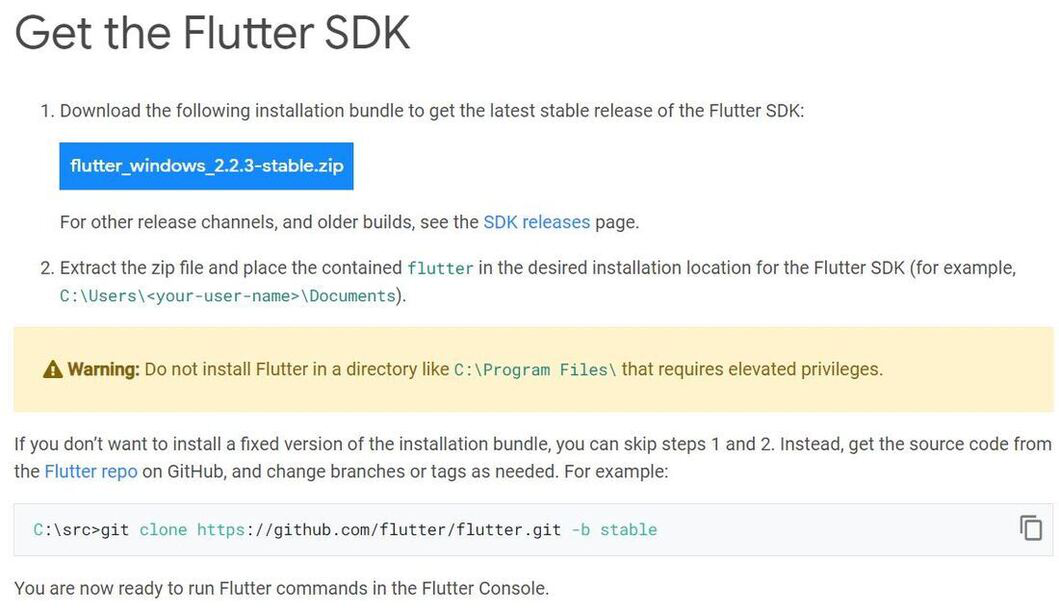 Get the Flutter SDK
1. Download the following installation bundle to get the latest stable release of the Flutter SDK:
flutter_windows_2.2.3-stable.zip
For other release channels, and older builds, see the SDK releases page.
2. Extract the zip file and place the contained flutter in the desired installation location for the Flutter SDK (for example,
C:\Users\<your-user-name>\Documents).
Warning: Do not install Flutter in a directory like C:\Program Files\ that requires elevated privileges.
If you don’t want to install a fixed version of the installation bundle, you can skip steps 1 and 2. Instead, get the source code from
the Flutter repo on GitHub, and change branches or tags as needed. For example:
C:\src>git clone https://github.com/flutter/flutter.git -b stable
You are now ready to run Flutter commands in the Flutter Console.